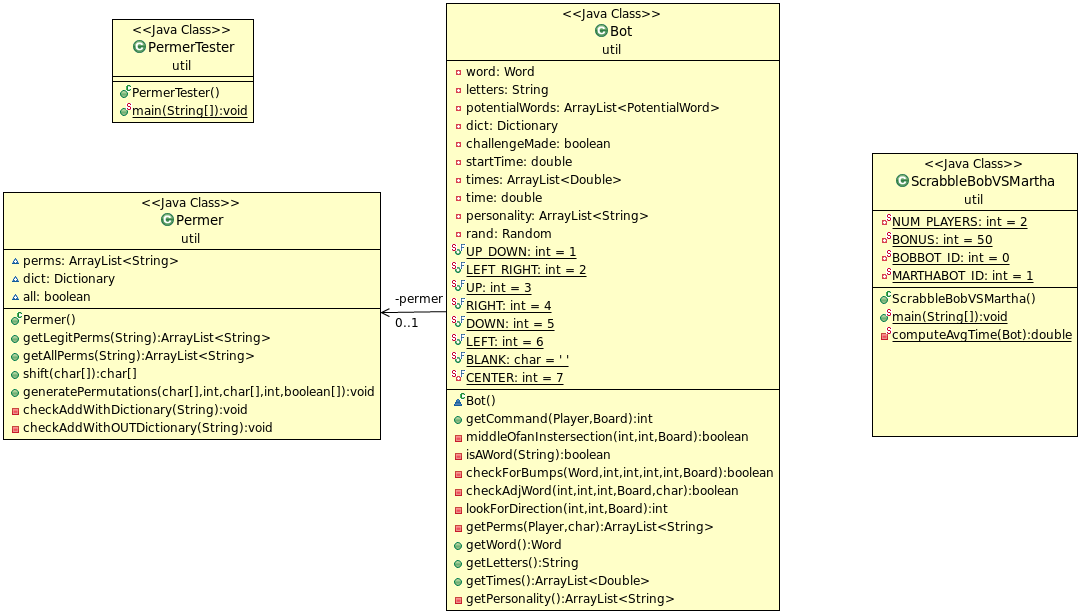 <<Java Class>>
PermerTester
util
PermerTester()
main(String[]):void
<<Java Class>>
Permer
util
perms: ArrayList<String>
dict: Dictionary
all: boolean
Permer()
getLegitPerms(String):ArrayList<String>
getAllPerms(String):ArrayList<String>
shift(char[]):char[]
generatePermutations(char[],int,char[],int,boolean[]):void
checkAddWithDictionary(String):void
checkAddWithOUTDictionary(String):void
-permer
0..1
<<Java Class>>
Bot
util
word: Word
letters: String
potentialWords: ArrayList<PotentialWord>
dict: Dictionary
challengeMade: boolean
startTime: double
times: ArrayList<Double>
time: double
personality: ArrayList<String>
rand: Random
UP_DOWN: int = 1
LEFT_RIGHT: int = 2
UP: int = 3
RIGHT: int = 4
DOWN: int = 5
LEFT: int = 6
BLANK: char = ' '
CENTER: int = 7
Bot()
getCommand(Player,Board):int
middleOfanInstersection(int,int,Board):boolean
isAWord(String):boolean
checkForBumps(Word,int,int,int,int,Board):boolean
checkAdjWord(int,int,int,Board,char):boolean
lookForDirection(int,int,Board):int
getPerms(Player,char):ArrayList<String>
getWord():Word
getLetters():String
getTimes():ArrayList<Double>
getPersonality():ArrayList<String>
<<Java Class>>
ScrabbleBobVSMartha
util
NUM_PLAYERS: int = 2
BONUS: int = 50
BOBBOT_ID: int = 0
MARTHABOT_ID: int = 1
ScrabbleBobVSMartha()
main(String[]):void
computeAvgTime(Bot):double